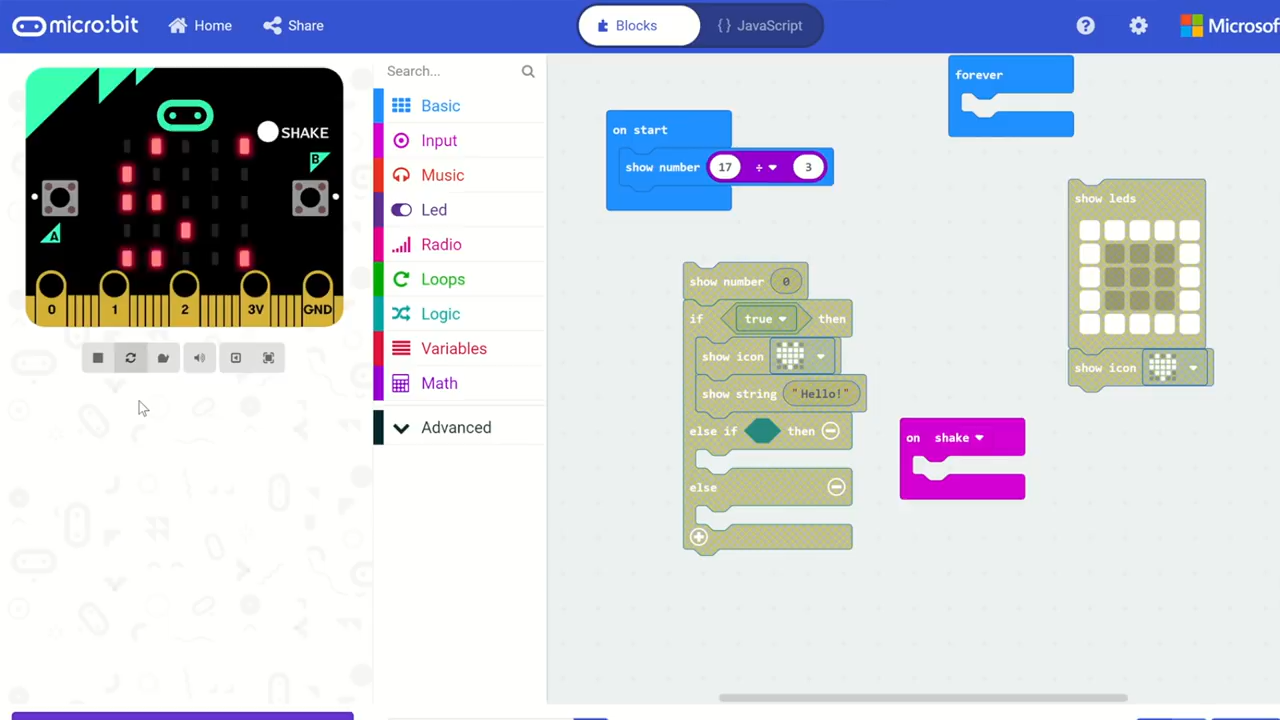 micro:bit Home Share Blocks {} JavaScript ? Microsof
SHAKE
B
A
0 1 2 3V GND
Search...
Basic
Input
Music
Led
Radio
Loops
Logic
Variables
Math
Advanced
forever
on start
show number 17 ÷ 3
show leds
show icon
show number 0
if true then
show icon
show string "Hello!"
else if then
else
on shake